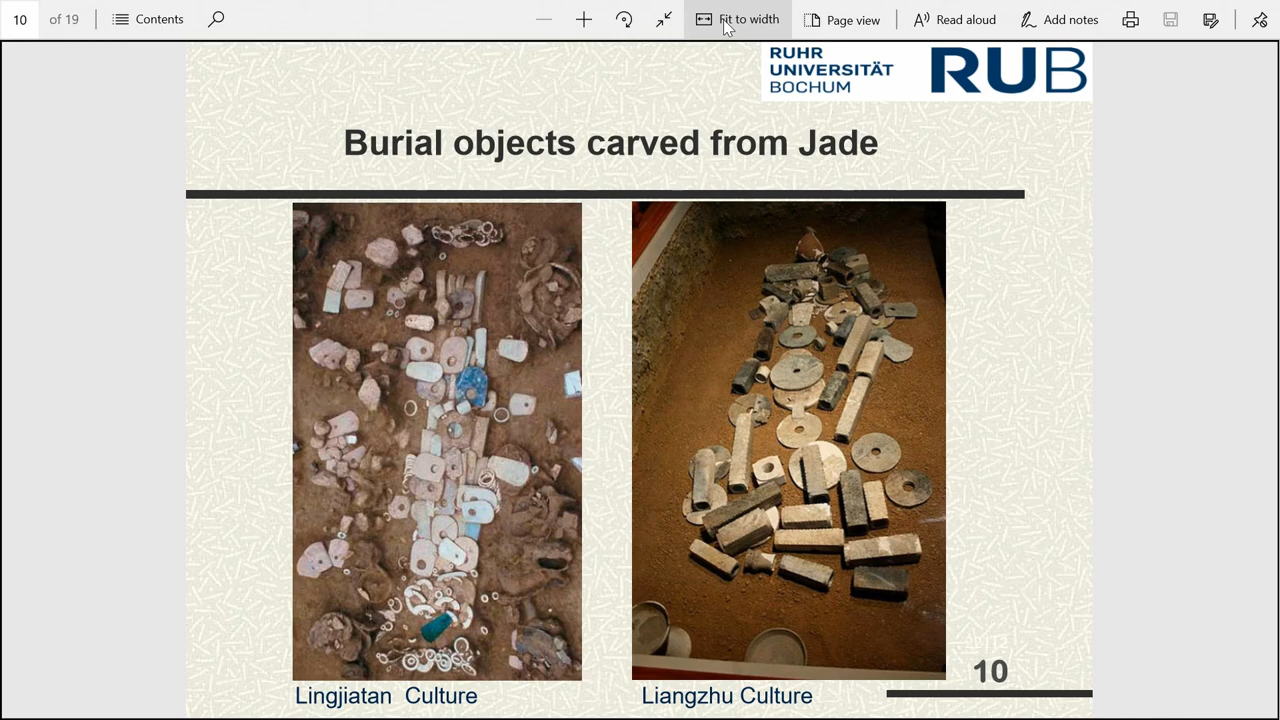 10 of 19 Contents Fit to width Page view Read aloud Add notes
RUHR
UNIVERSITÄT
BOCHUM
RUB
Burial objects carved from Jade
10
Lingjiatan Culture
Liangzhu Culture